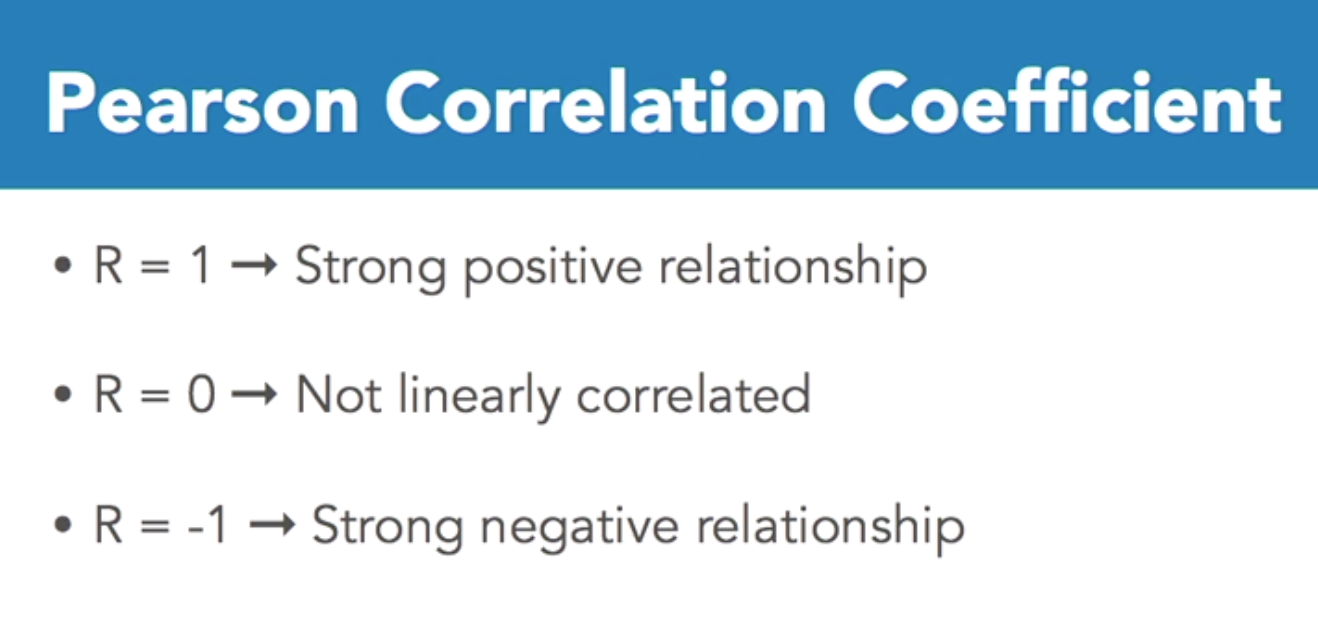 Pearson Correlation Coefficient
• R = 1 → Strong positive relationship
• R = 0 → Not linearly correlated
• R = -1 → Strong negative relationship